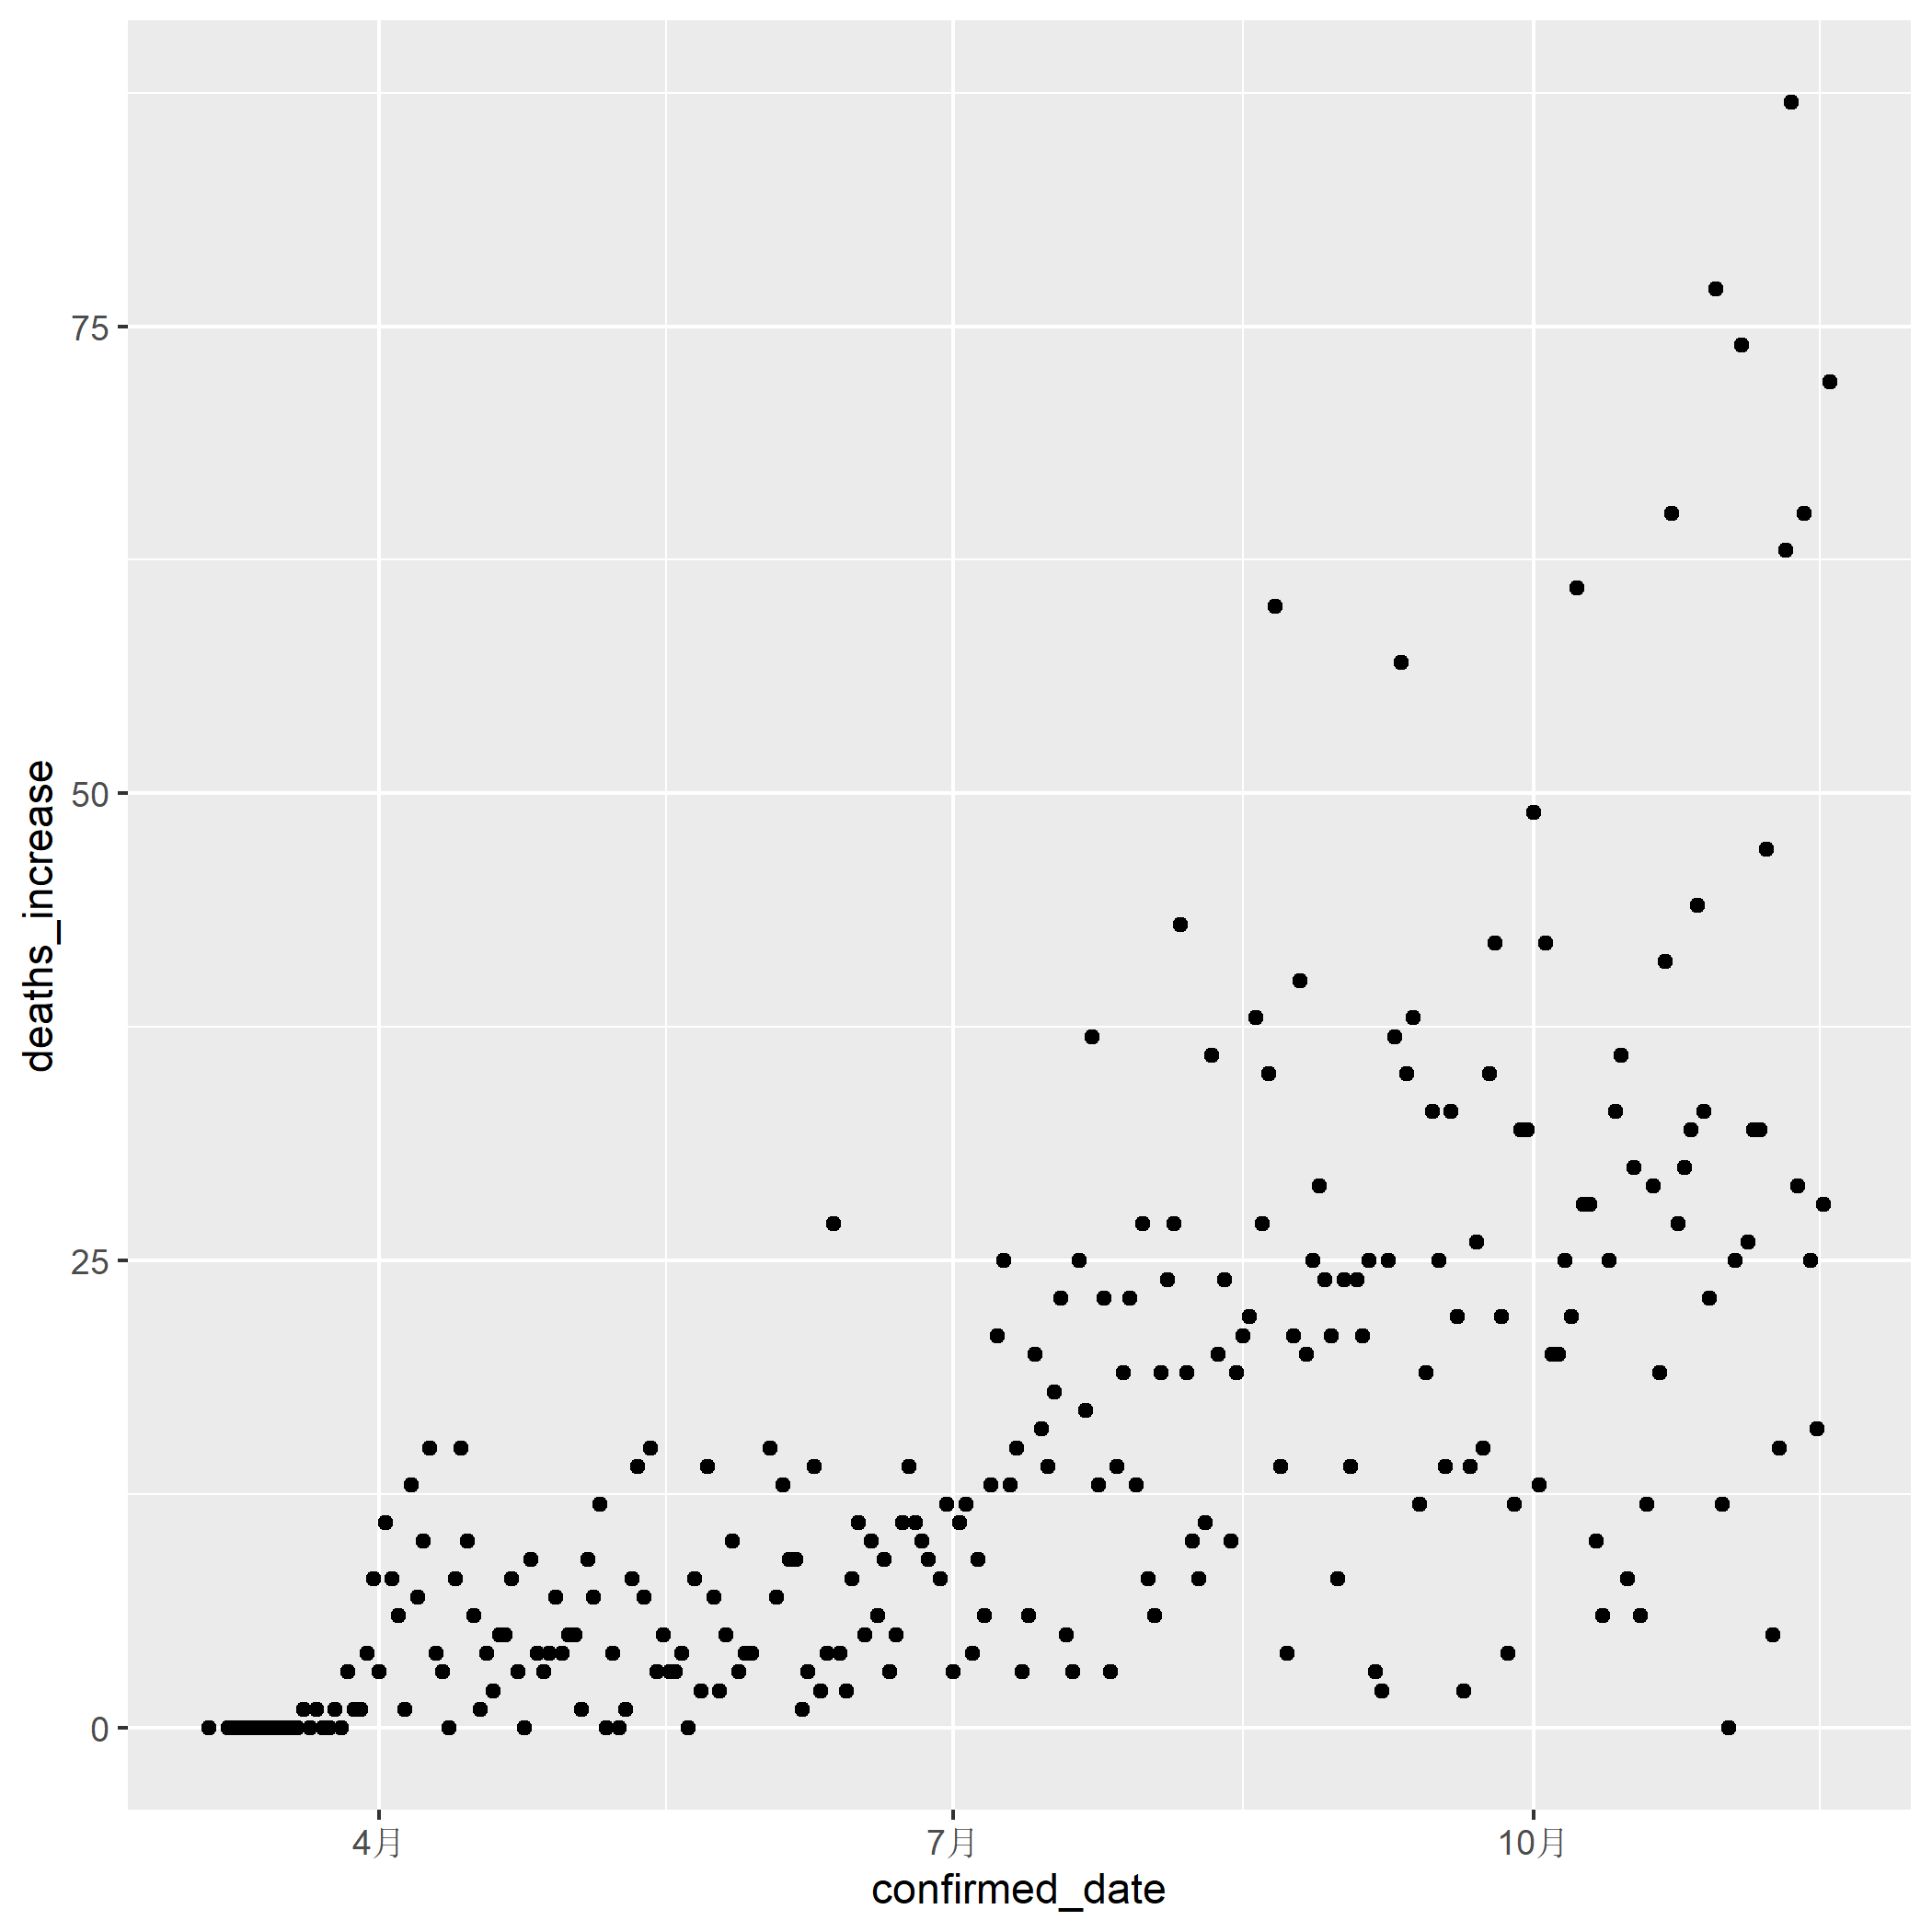 75
50
25
0
deaths_increase
4月
7月
10月
confirmed_date